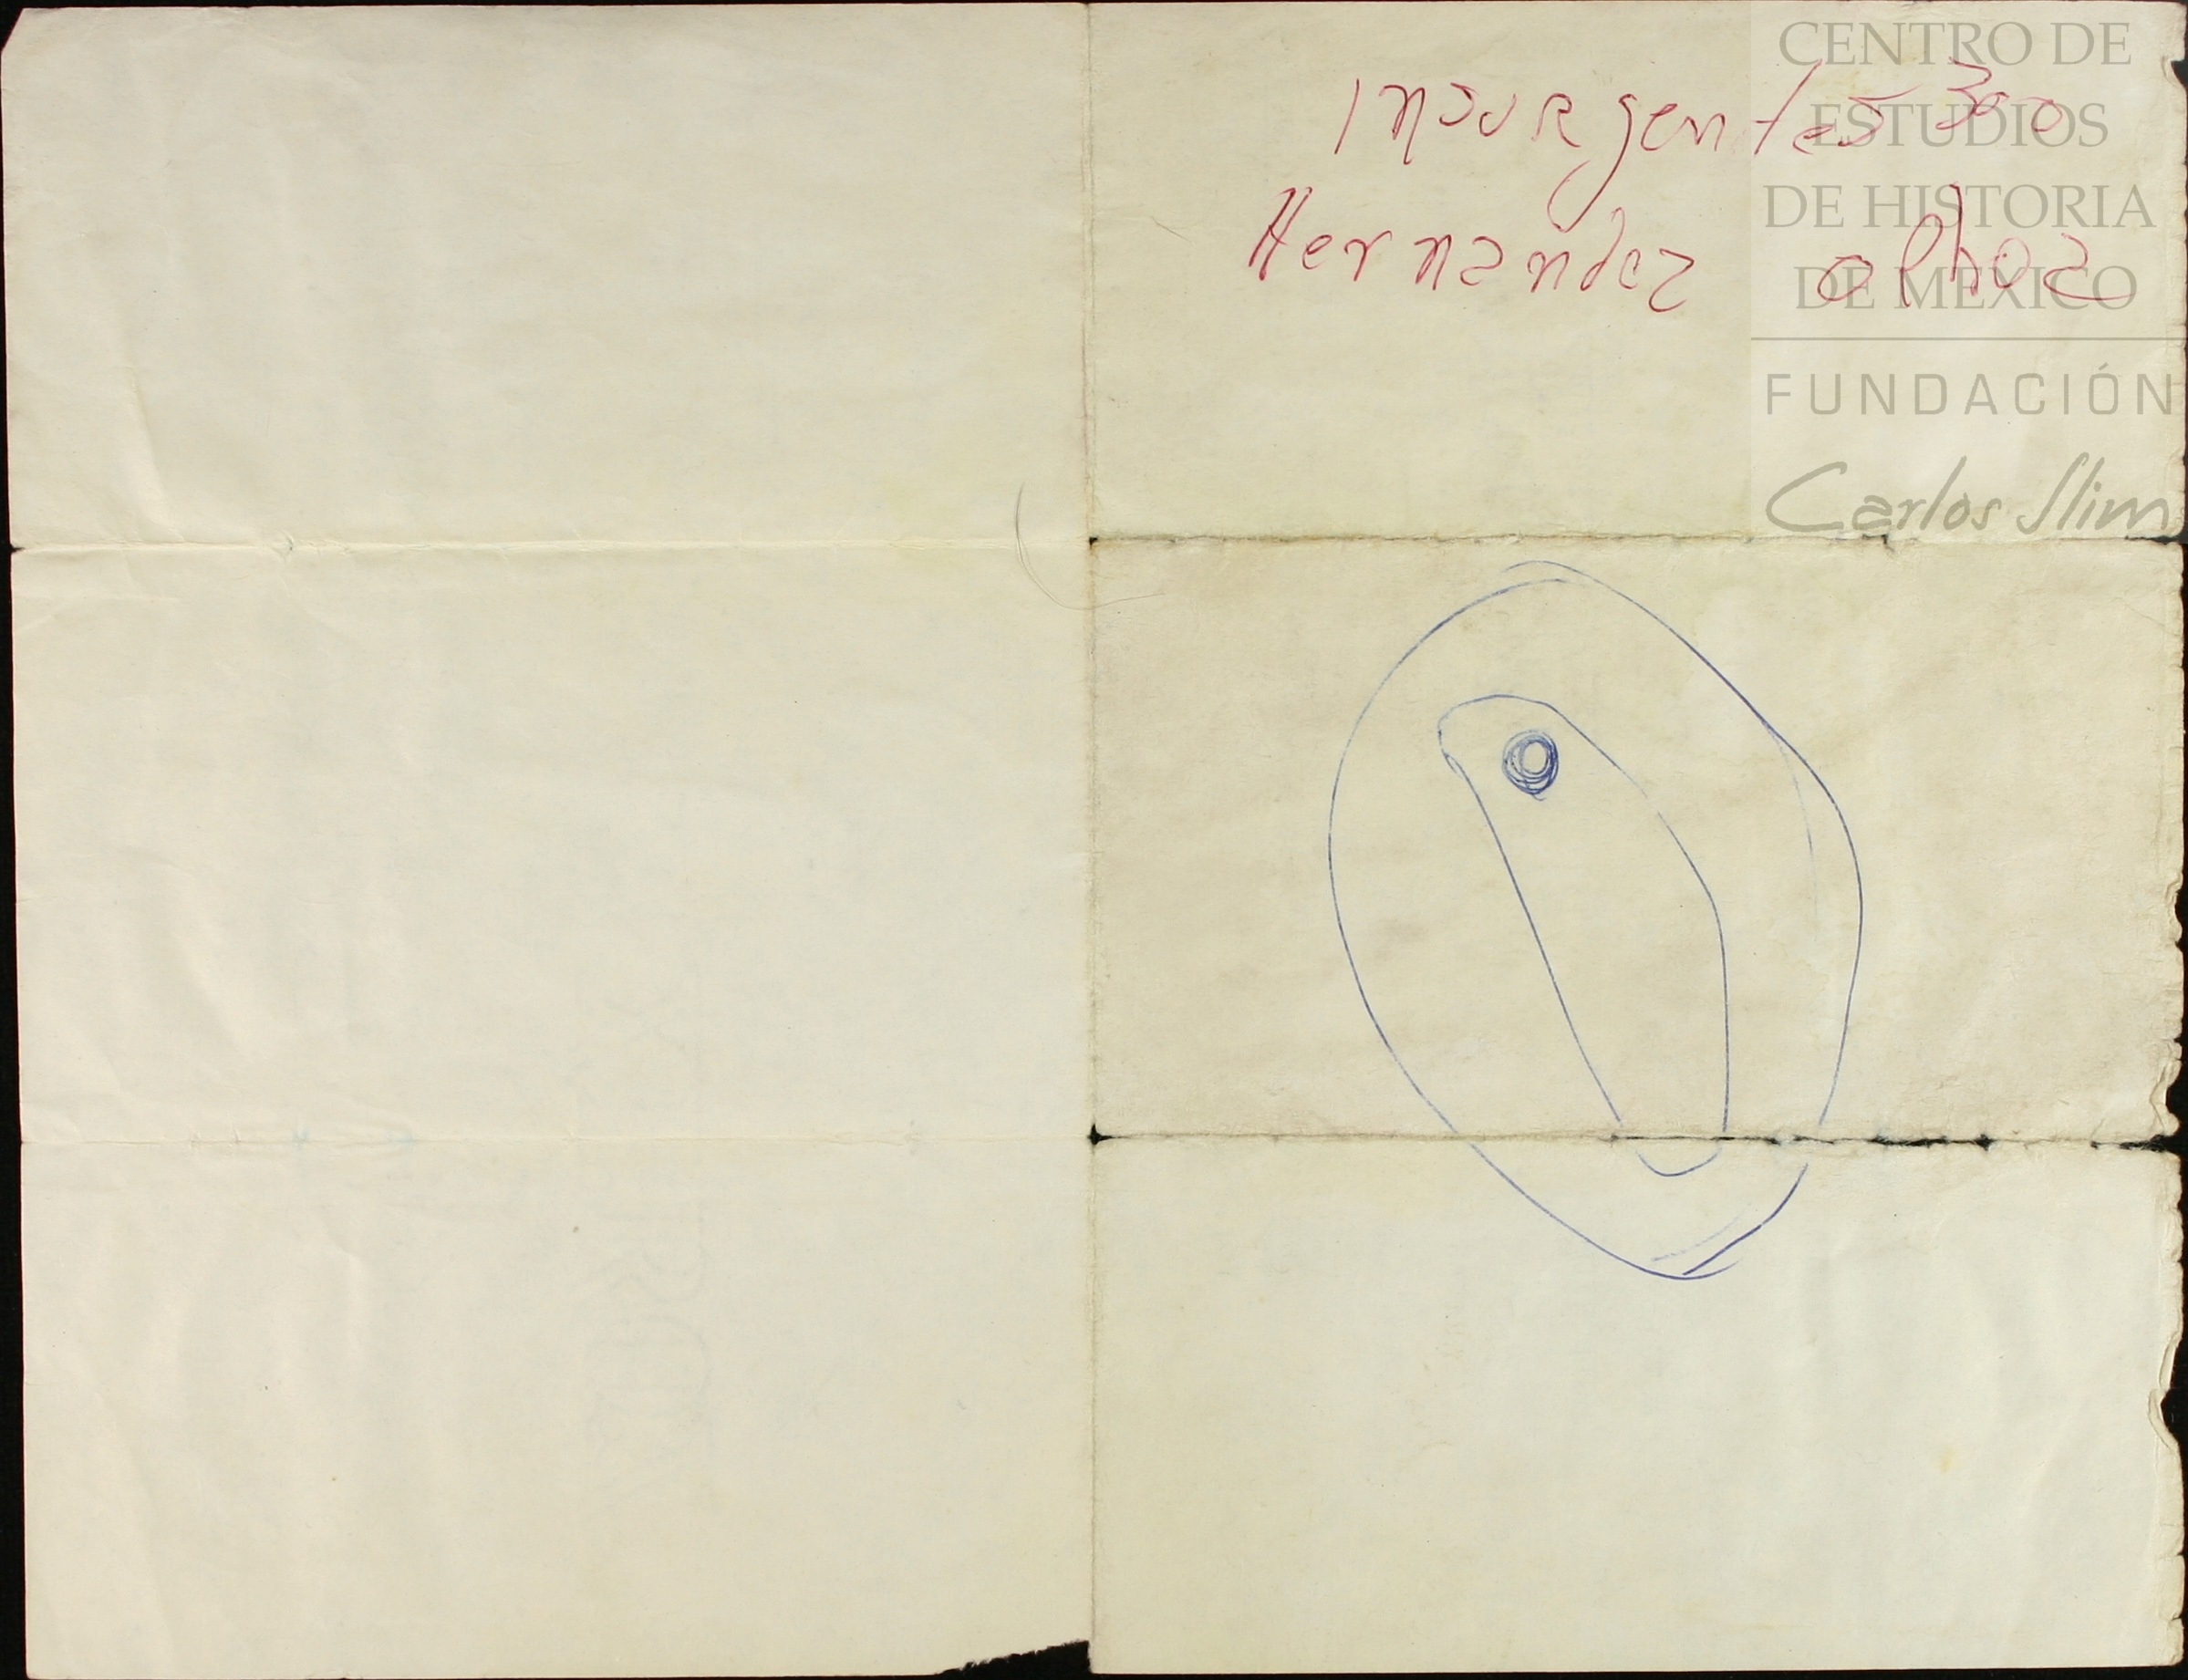 Insurgentes 300
Hernandez
CENTRO DE
ESTUDIOS
DE HISTORIA
DE MÉXICO
FUNDACIÓN
Carlos Slim